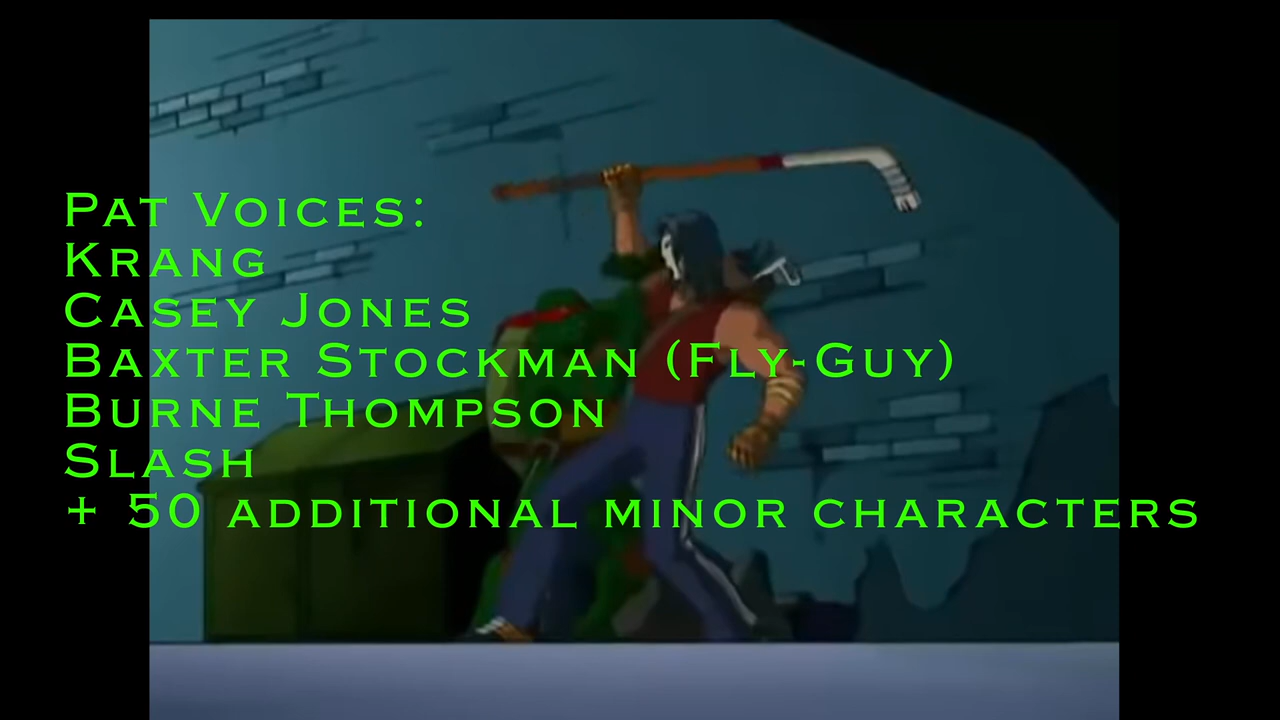 Pat Voices:
Krang
Casey Jones
Baxter Stockman (Fly-Guy)
Burne Thompson
Slash
+ 50 additional minor characters